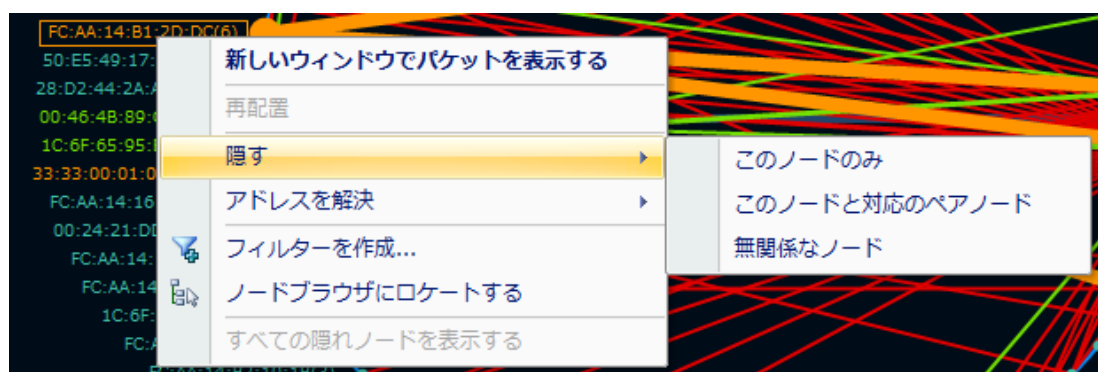 FC:AA:14:B1:2D:DC(6)
50:E5:49:17:
28:D2:44:2A:
00:46:4B:89:
1C:6F:65:95:
33:33:00:01:0
FC:AA:14:16
00:24:21:DD
FC:AA:14:
FC:AA:14
1C:6F:
FC:A
新しいウィンドウでパケットを表示する
再配置
隠す
アドレスを解決
フィルターを作成...
ノードブラウザにロケートする
すべての隠れノードを表示する
このノードのみ
このノードと対応のペアノード
無関係なノード